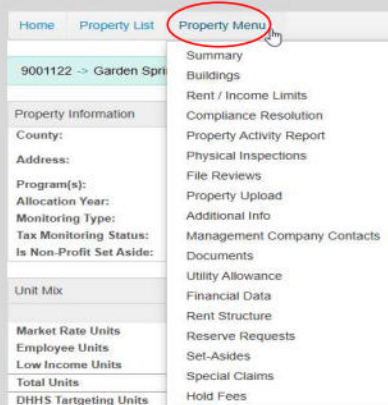 Home Property List Property Menu
9001122 -> Garden Spri
Summary
Buildings
Rent / Income Limits
Compliance Resolution
Property Activity Report
Physical Inspections
File Reviews
Property Upload
Additional Info
Management Company Contacts
Documents
Utility Allowance
Financial Data
Rent Structure
Reserve Requests
Set-Asides
Special Claims
Hold Fees
Property Information
County:
Address:
Program(s):
Allocation Year:
Monitoring Type:
Tax Monitoring Status:
Is Non-Profit Set Aside:
Unit Mix
Market Rate Units
Employee Units
Low Income Units
Total Units
DHHS Tartgeting Units